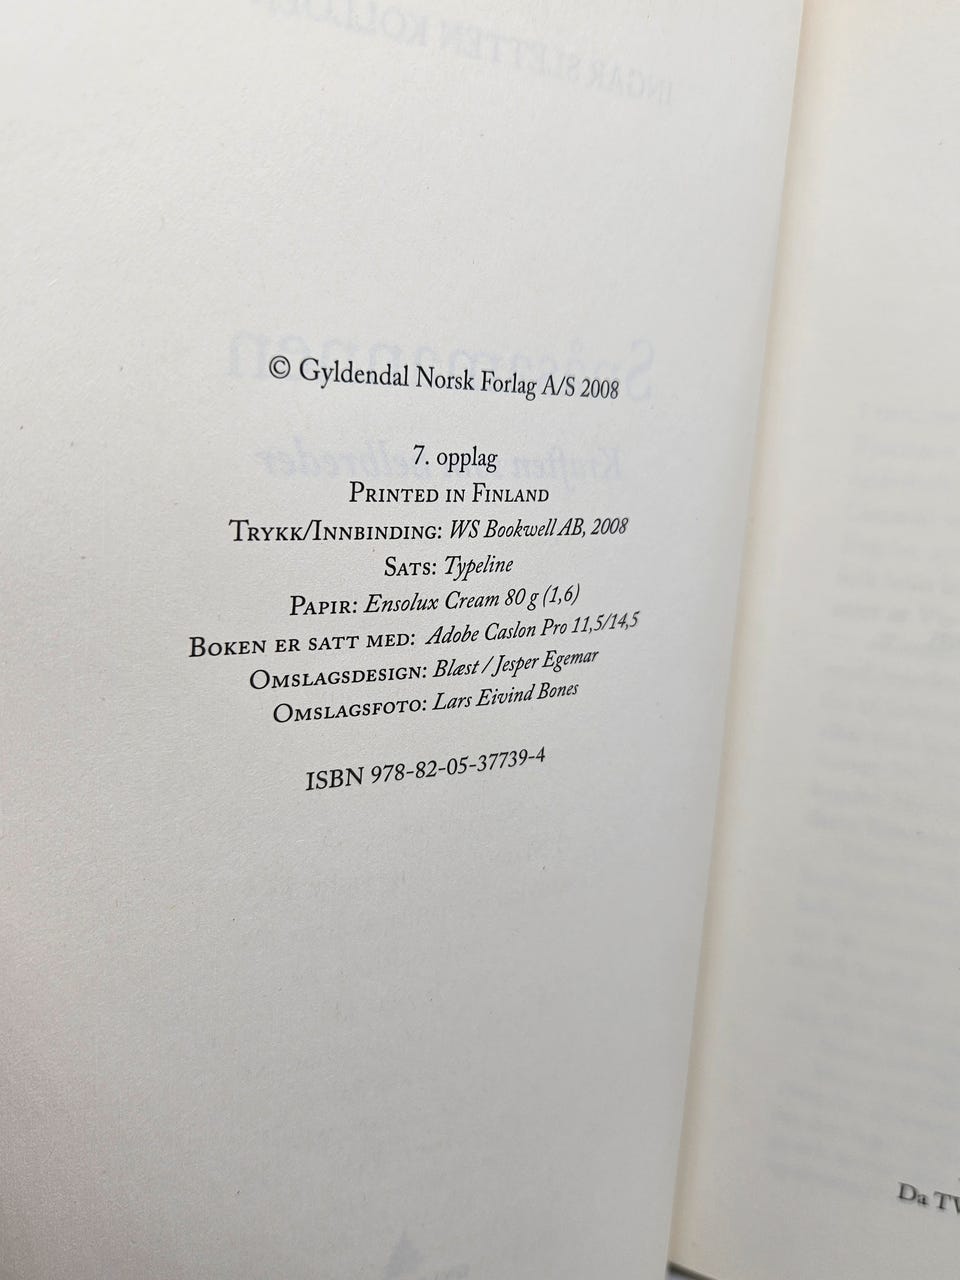 © Gyldendal Norsk Forlag A/S 2008
7. opplag
PRINTED IN FINLAND
TRYKK/INNBINDING: WS Bookwell AB, 2008
SATS: Typeline
PAPIR: Ensolux Cream 80 g (1,6)
BOKEN ER SATT MED: Adobe Caslon Pro 11,5/14,5
OMSLAGSDESIGN: Blæst / Jesper Egemar
OMSLAGSFOTO: Lars Eivind Bones
ISBN 978-82-05-37739-4
Da TV